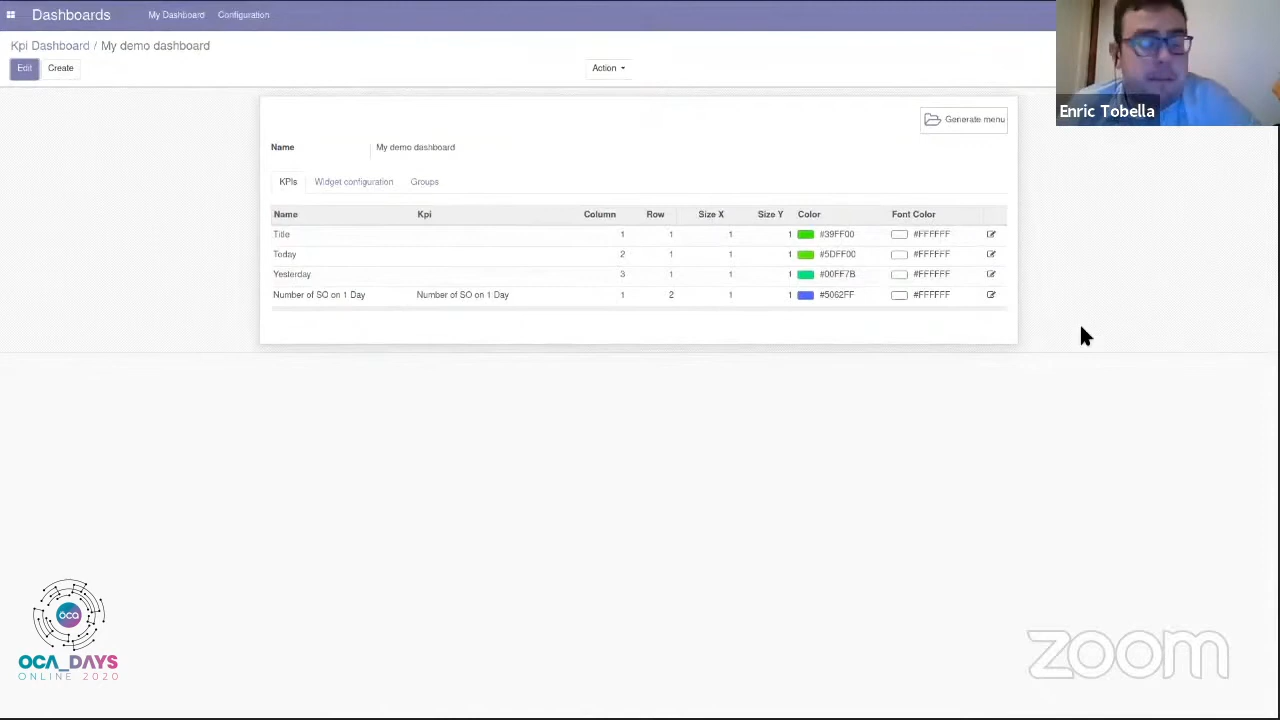 Dashboards My Dashboard Configuration
Kpi Dashboard / My demo dashboard
Edit Create Action
Enric Tobella
Generate menu
Name My demo dashboard
KPIs Widget configuration Groups
Name Kpi Column Row Size X Size Y Color Font Color
Title 1 1 1 1 #39FF00 #FFFFFF
Today 2 1 1 1 #5DFF00 #FFFFFF
Yesterday 3 1 1 1 #00FF7B #FFFFFF
Number of SO on 1 Day Number of SO on 1 Day 1 2 1 1 #5062FF #FFFFFF
oca
OCA_DAYS
ONLINE 2020
zoom